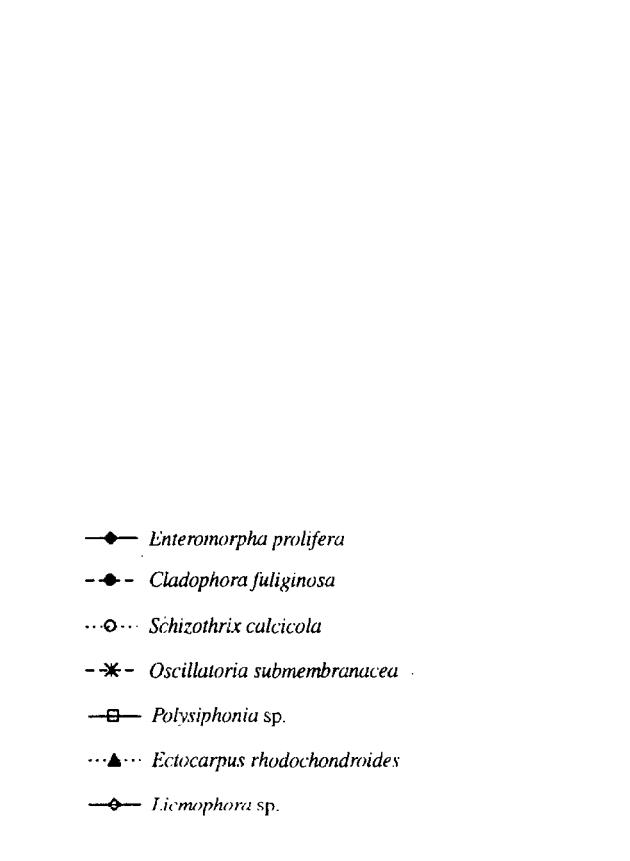 Enteromorpha prolifera
Cladophora fuliginosa
Schizothrix calcicola
Oscillatoria submembranacea
Polysiphonia sp.
Ectocarpus rhodochondroides
Licmophora sp.